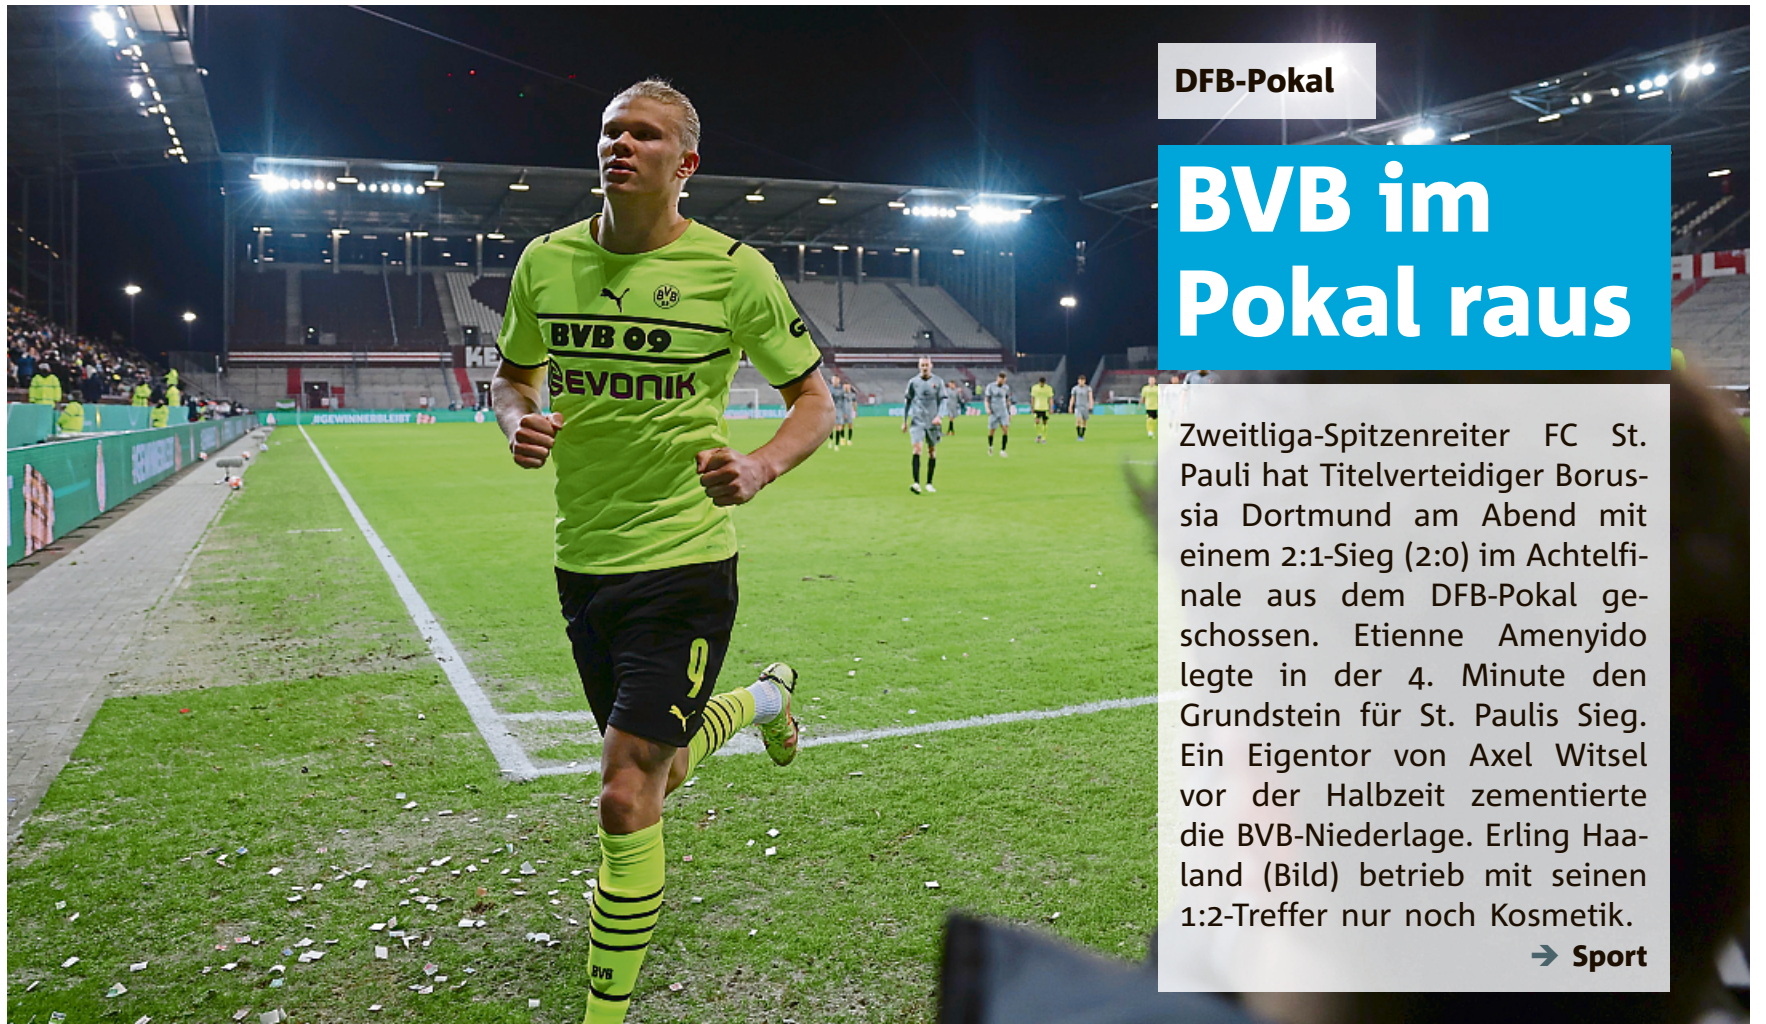 DFB-Pokal
BVB im
Pokal raus
Zweitliga-Spitzenreiter FC St.
Pauli hat Titelverteidiger Borus-
sia Dortmund am Abend mit
einem 2:1-Sieg (2:0) im Achtelfi-
nale aus dem DFB-Pokal ge-
schossen. Etienne Amenyido
legte in der 4. Minute den
Grundstein für St. Paulis Sieg.
Ein Eigentor von Axel Witsel
vor der Halbzeit zementierte
die BVB-Niederlage. Erling Haa-
land (Bild) betrieb mit seinen
1:2-Treffer nur noch Kosmetik.
→ Sport
BVB
BVB 09
EVONIK
9
BVB
KE
#GEWINNERBLEIBT